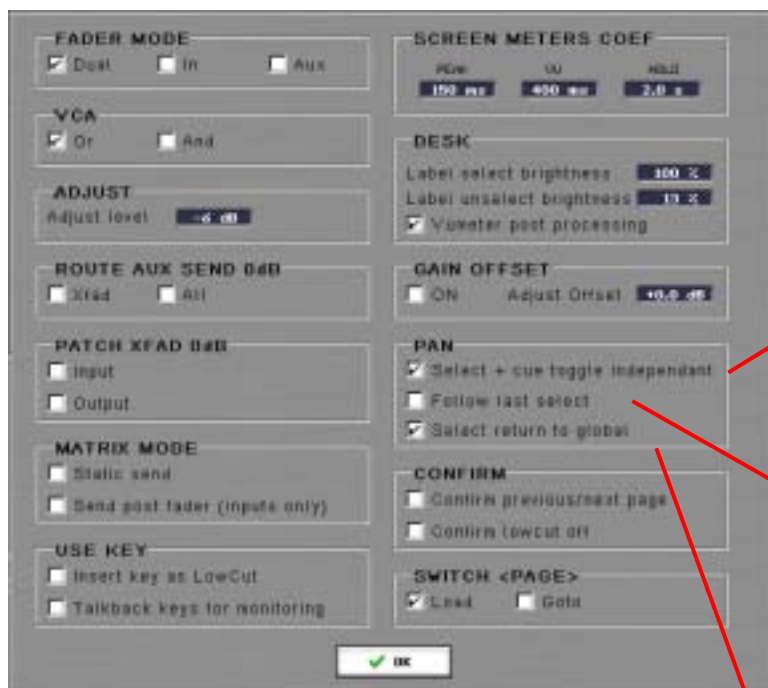 FADER MODE
Dual In Aux
VCA
Or And
ADJUST
Adjust level -6 dB
ROUTE AUX SEND 0dB
Xfad All
PATCH XFAD 0dB
Input
Output
MATRIX MODE
Static send
Send post fader (inputs only)
USE KEY
Insert key as LowCut
Talkback keys for monitoring
SCREEN METERS COEF
PEAK VU HOLD
150 ms 400 ms 2.0 s
DESK
Label select brightness 100 %
Label unselect brightness %
Vumeter post processing
GAIN OFFSET
ON Adjust Offset +0.0 dB
PAN
Select + cue toggle independant
Follow last select
Select return to global
CONFIRM
Confirm previous/next page
Confirm lowcut off
SWITCH <PAGE>
Load Goto
OK